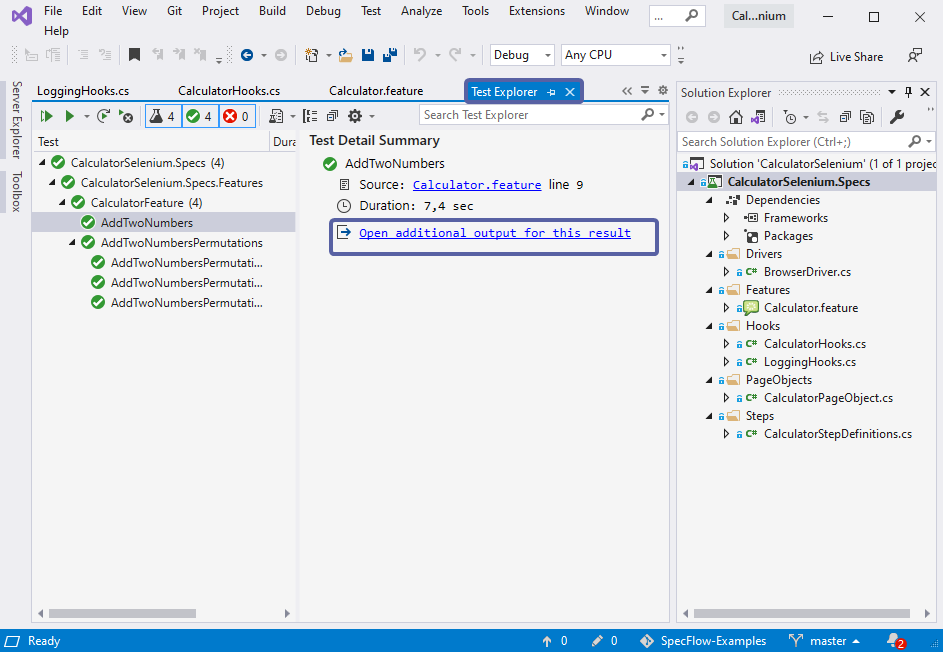 File Edit View Git Project Build Debug Test Analyze Tools Extensions Window ... Cal...nium
Help
Debug Any CPU Live Share
Server Explorer
Toolbox
LoggingHooks.cs CalculatorHooks.cs Calculator.feature Test Explorer
4 4 0 Search Test Explorer
Test Dura
CalculatorSelenium.Specs (4)
CalculatorSelenium.Specs.Features
CalculatorFeature (4)
AddTwoNumbers
AddTwoNumbersPermutations
AddTwoNumbersPermutati...
AddTwoNumbersPermutati...
AddTwoNumbersPermutati...
Test Detail Summary
AddTwoNumbers
Source: Calculator.feature line 9
Duration: 7,4 sec
Open additional output for this result
Solution Explorer
Search Solution Explorer (Ctrl+;)
Solution 'CalculatorSelenium' (1 of 1 projec
CalculatorSelenium.Specs
Dependencies
Frameworks
Packages
Drivers
C# BrowserDriver.cs
Features
Calculator.feature
Hooks
C# CalculatorHooks.cs
C# LoggingHooks.cs
PageObjects
C# CalculatorPageObject.cs
Steps
C# CalculatorStepDefinitions.cs
Ready 0 0 SpecFlow-Examples master 2